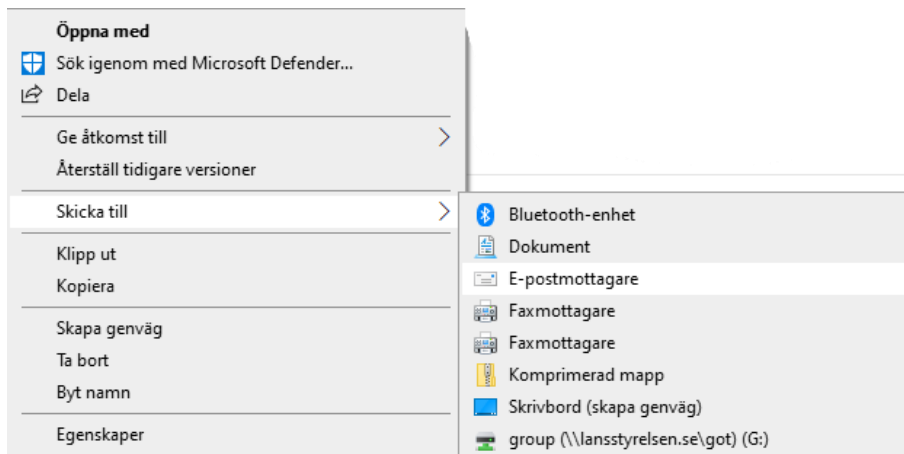 Öppna med
Sök igenom med Microsoft Defender...
Dela
Ge åtkomst till
Återställ tidigare versioner
Skicka till
Klipp ut
Kopiera
Skapa genväg
Ta bort
Byt namn
Egenskaper
Bluetooth-enhet
Dokument
E-postmottagare
Faxmottagare
Faxmottagare
Komprimerad mapp
Skrivbord (skapa genväg)
group (\\lansstyrelsen.se\got) (G:)